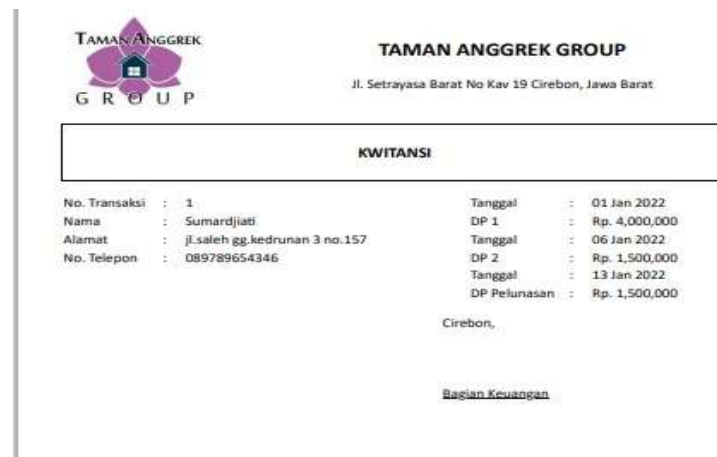 TAMAN ANGGREK
GROUP
TAMAN ANGGREK GROUP
Jl. Setrayasa Barat No Kav 19 Cirebon, Jawa Barat
KWITANSI
No. Transaksi : 1
Nama : Sumardjiati
Alamat : jl.saleh gg.kedrunan 3 no.157
No. Telepon : 089789654346
Tanggal : 01 Jan 2022
DP 1 : Rp. 4,000,000
Tanggal : 06 Jan 2022
DP 2 : Rp. 1,500,000
Tanggal : 13 Jan 2022
DP Pelunasan : Rp. 1,500,000
Cirebon,
Bagian Keuangan